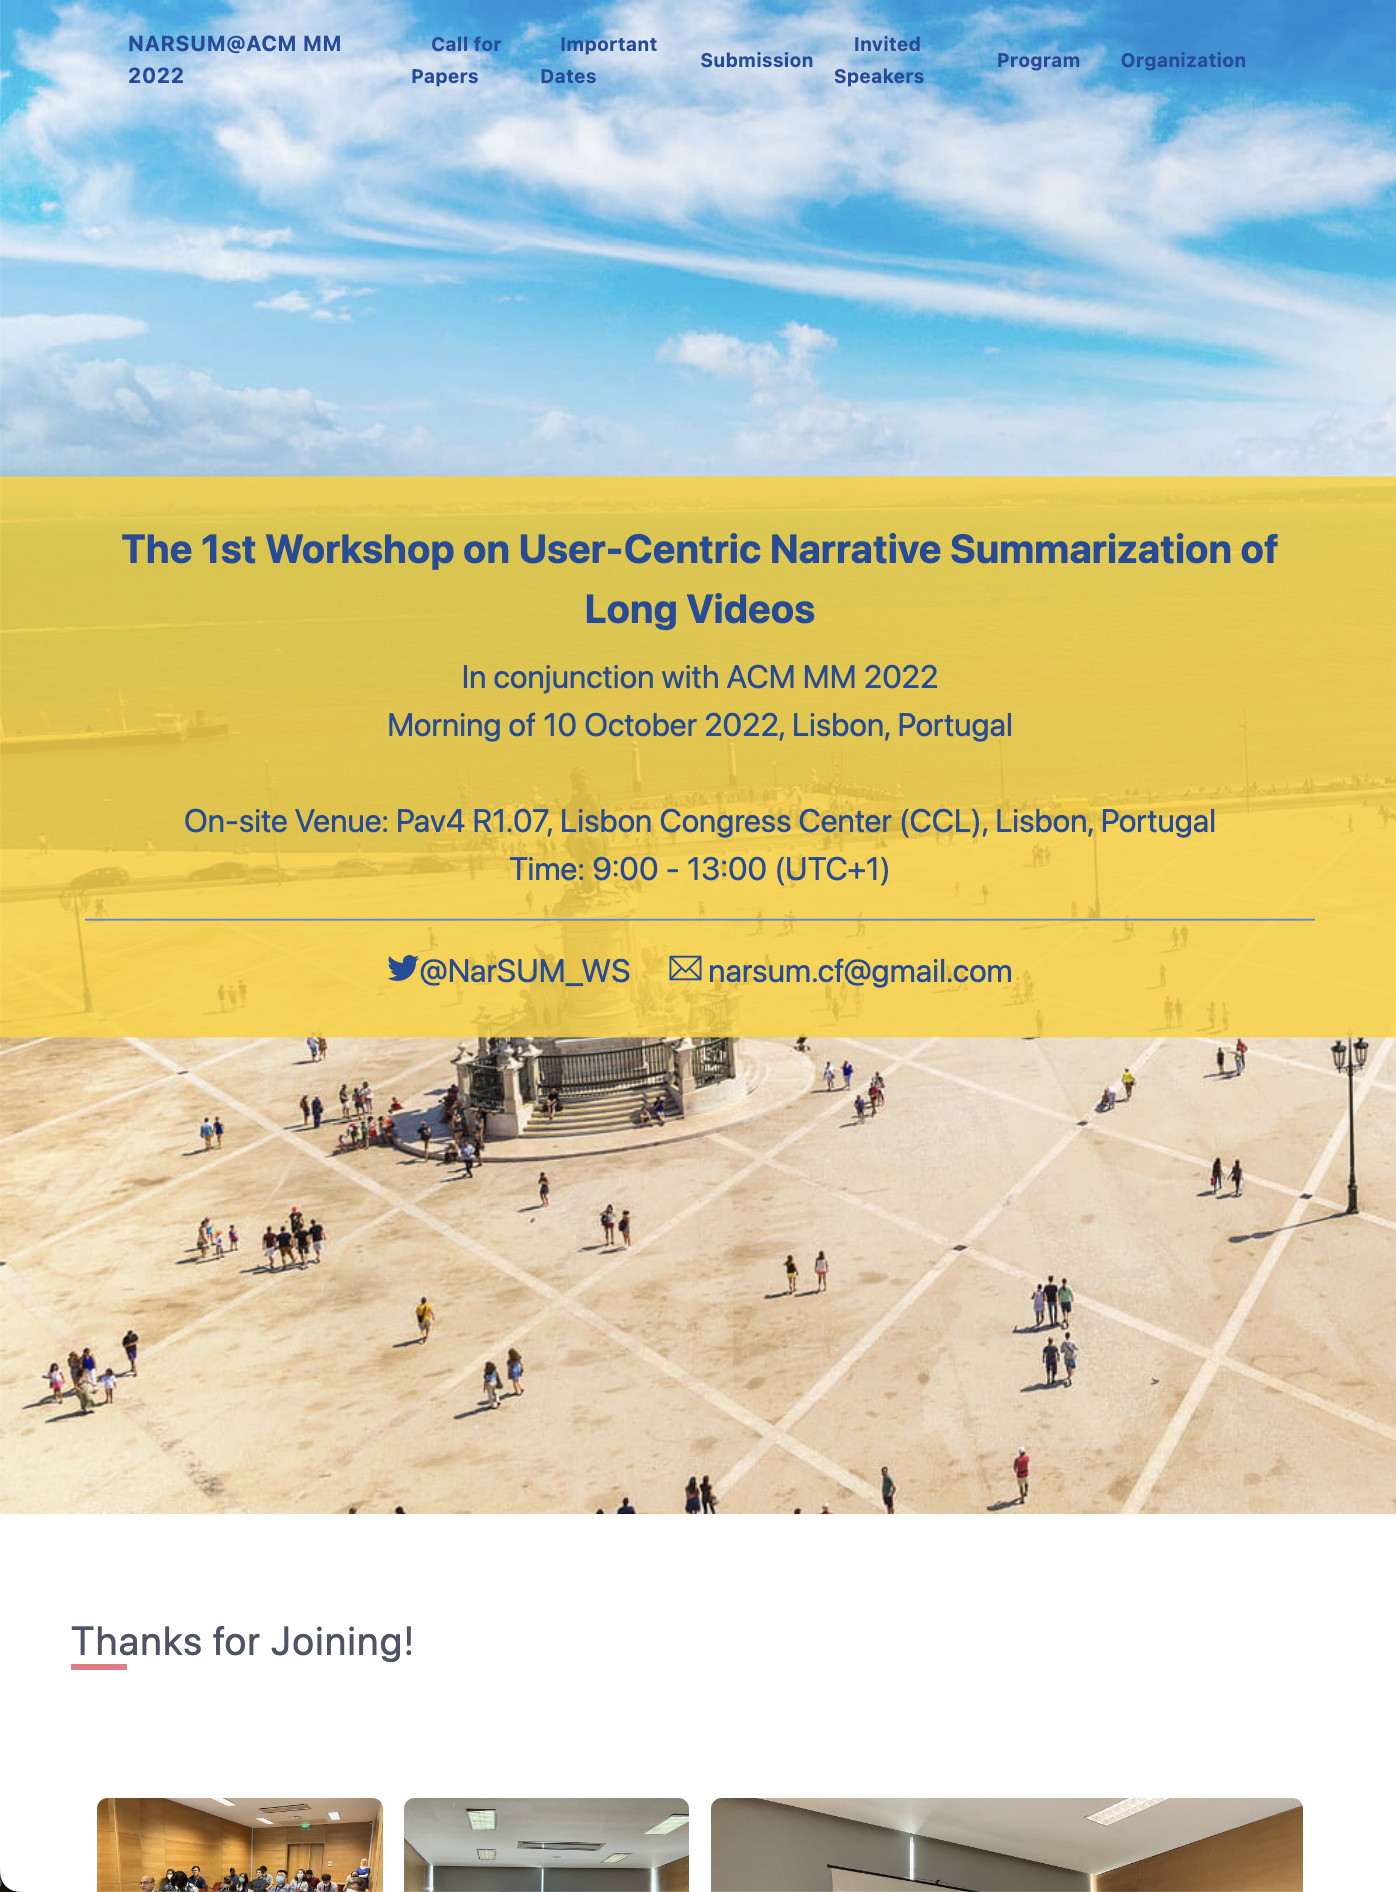 NARSUM@ACM MM
2022
Call for
Papers
Important
Dates
Submission
Invited
Speakers
Program
Organization
The 1st Workshop on User-Centric Narrative Summarization of
Long Videos
In conjunction with ACM MM 2022
Morning of 10 October 2022, Lisbon, Portugal
On-site Venue: Pav4 R1.07, Lisbon Congress Center (CCL), Lisbon, Portugal
Time: 9:00 - 13:00 (UTC+1)
@NarSUM_WS narsum.cf@gmail.com
Thanks for Joining!